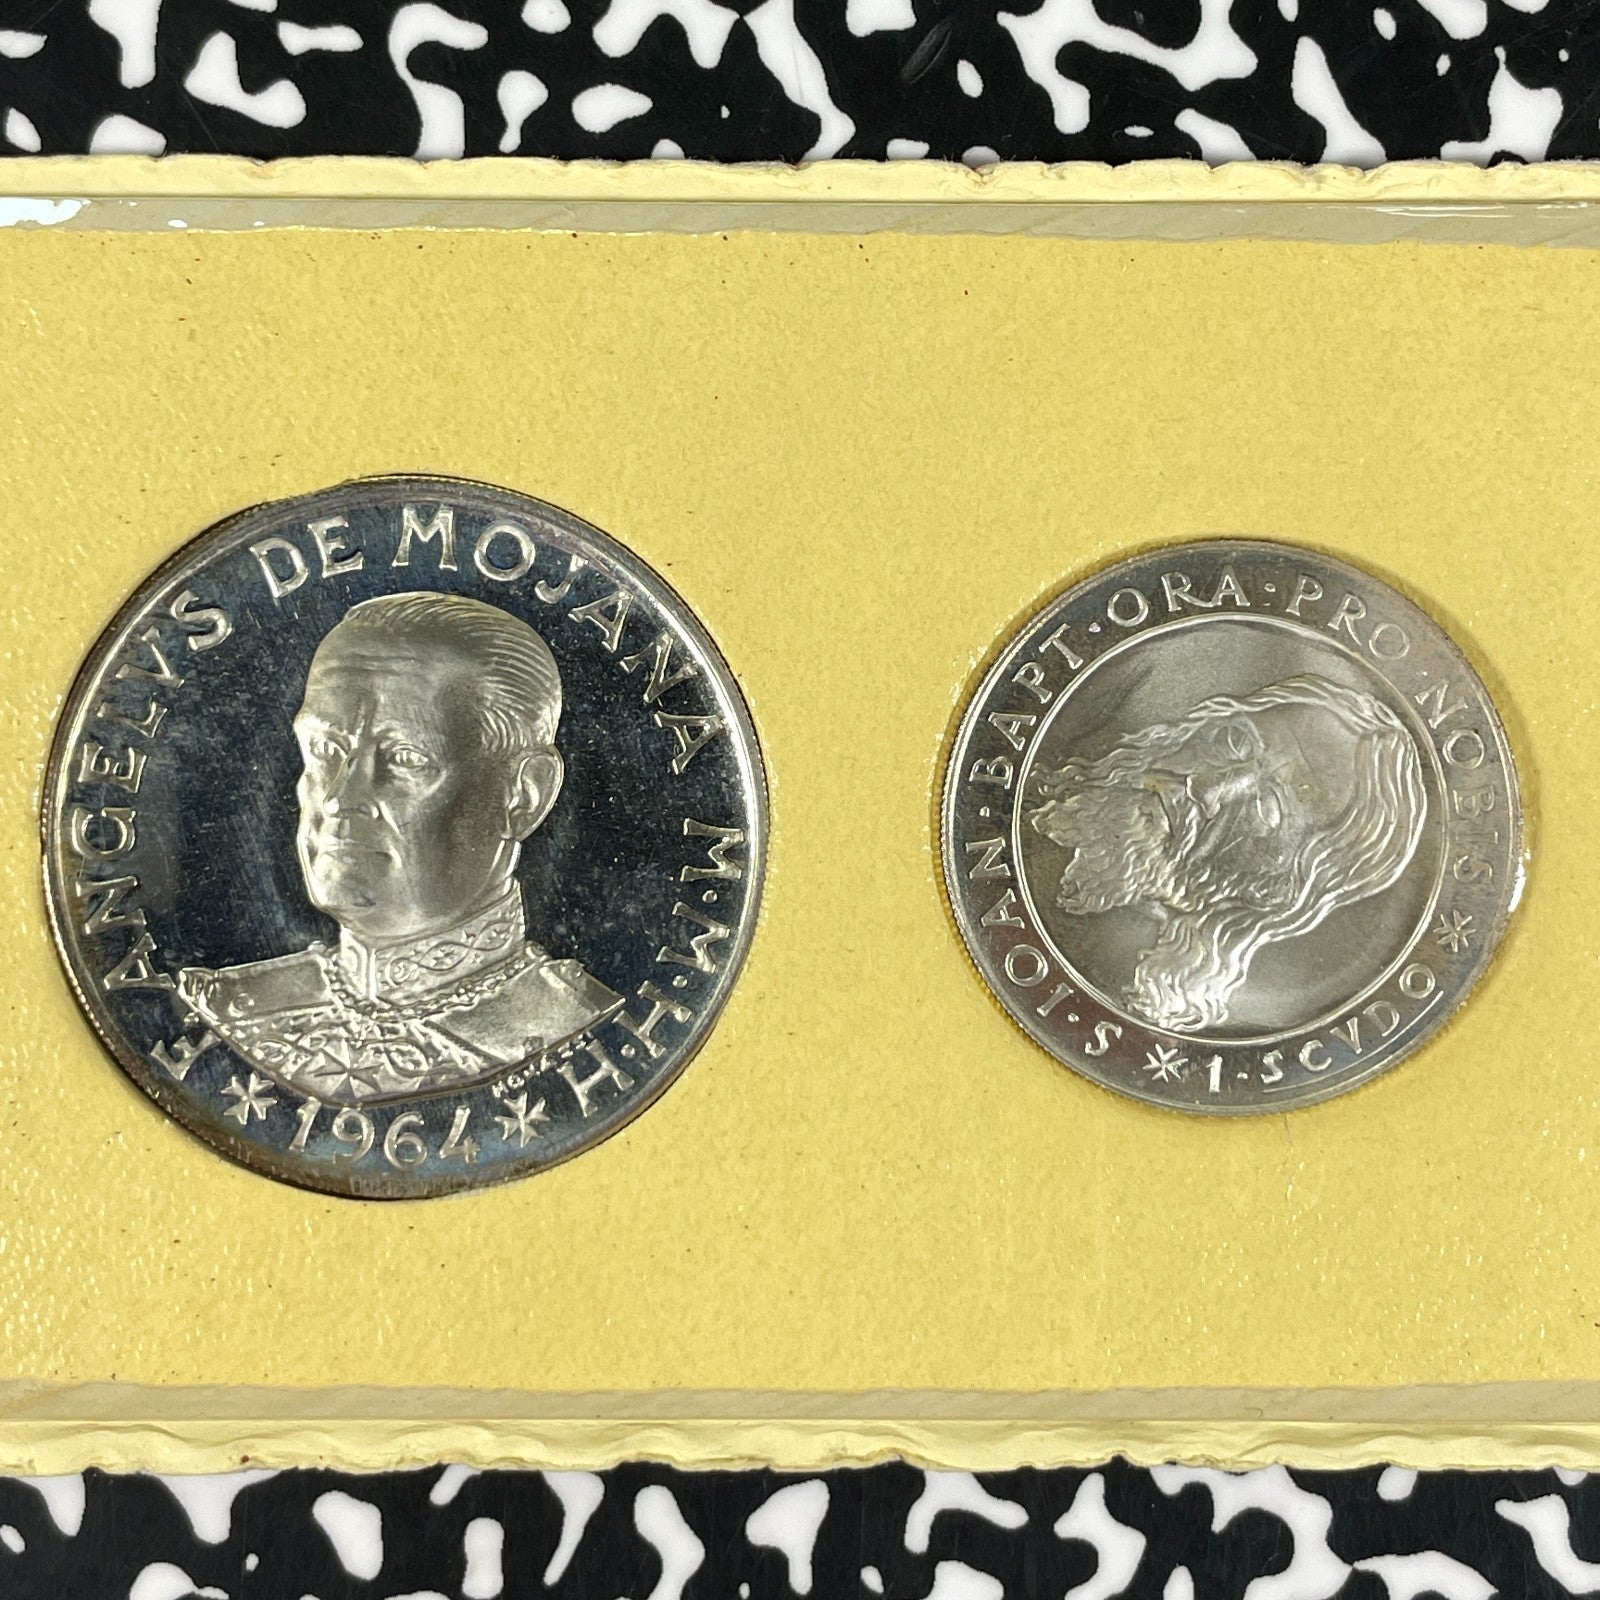 F. ANGELVS DE MOJANA M·M·H·H·
1964
S·IOAN·BAPT·ORA·PRO NOBIS
1·SCVDO